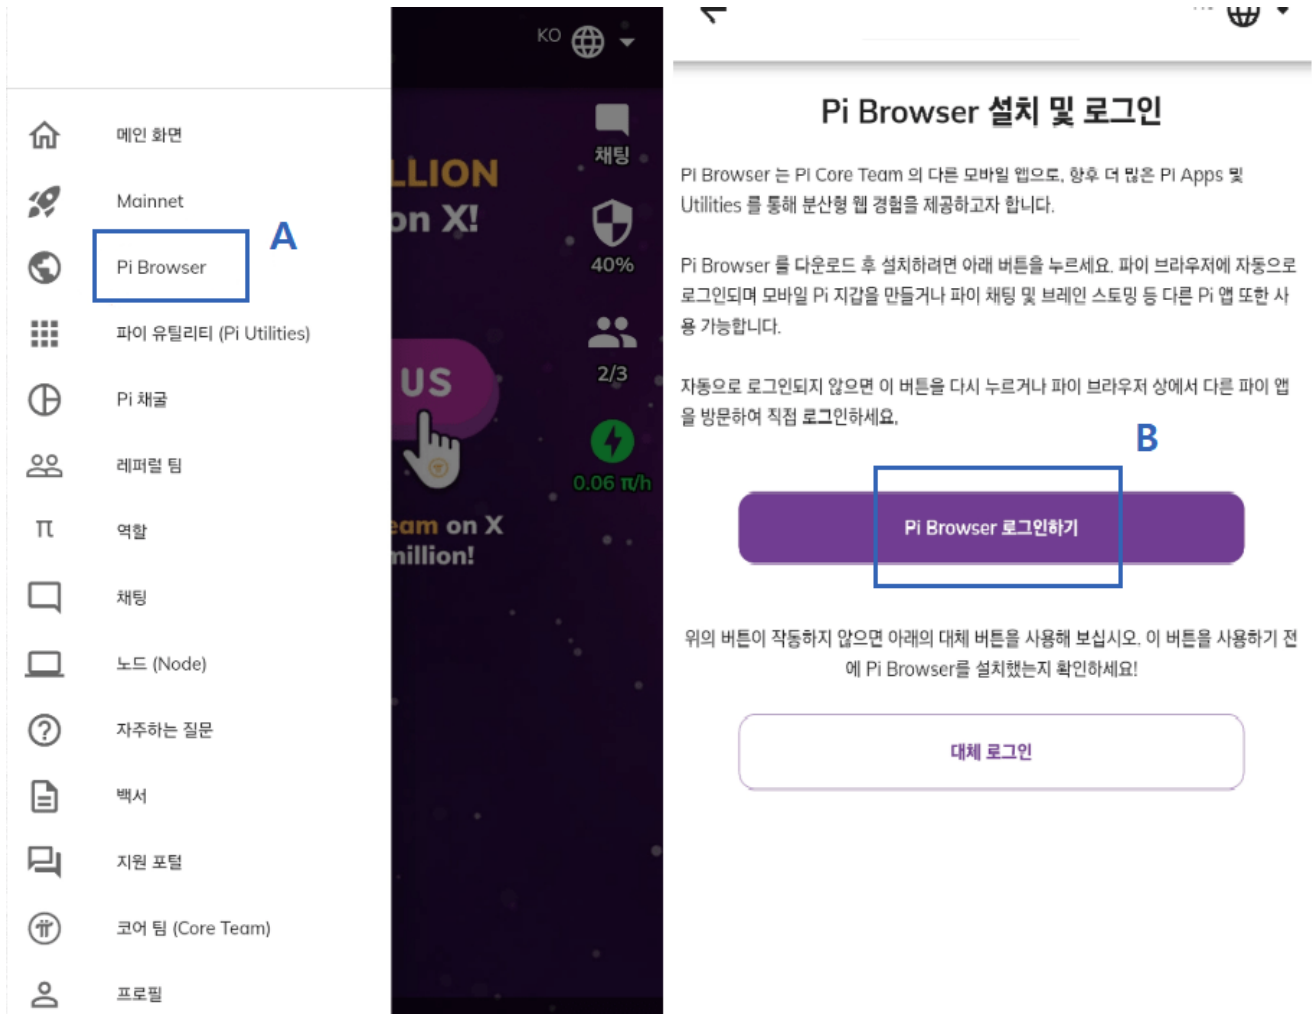 메인 화면
Mainnet
A
Pi Browser
파이 유틸리티 (Pi Utilities)
Pi 채굴
레퍼럴 팀
π 역할
채팅
노드 (Node)
자주하는 질문
백서
지원 포털
코어 팀 (Core Team)
프로필
KO
채팅
LLION
on X!
40%
2/3
US
0.06 π/h
eam on X
million!
Pi Browser 설치 및 로그인
Pi Browser 는 Pi Core Team 의 다른 모바일 앱으로, 향후 더 많은 Pi Apps 및
Utilities 를 통해 분산형 웹 경험을 제공하고자 합니다.
Pi Browser 를 다운로드 후 설치하려면 아래 버튼을 누르세요. 파이 브라우저에 자동으로
로그인되며 모바일 Pi 지갑을 만들거나 파이 채팅 및 브레인 스토밍 등 다른 Pi 앱 또한 사
용 가능합니다.
자동으로 로그인되지 않으면 이 버튼을 다시 누르거나 파이 브라우저 상에서 다른 파이 앱
을 방문하여 직접 로그인하세요.
B
Pi Browser 로그인하기
위의 버튼이 작동하지 않으면 아래의 대체 버튼을 사용해 보십시오. 이 버튼을 사용하기 전
에 Pi Browser를 설치했는지 확인하세요!
대체 로그인